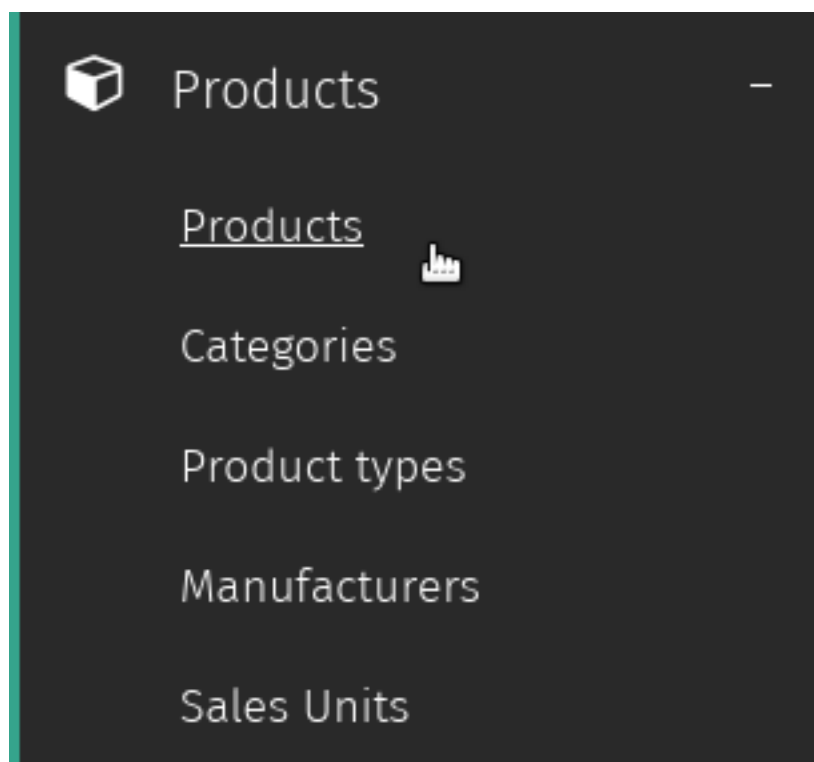 Products –
Products
Categories
Product types
Manufacturers
Sales Units